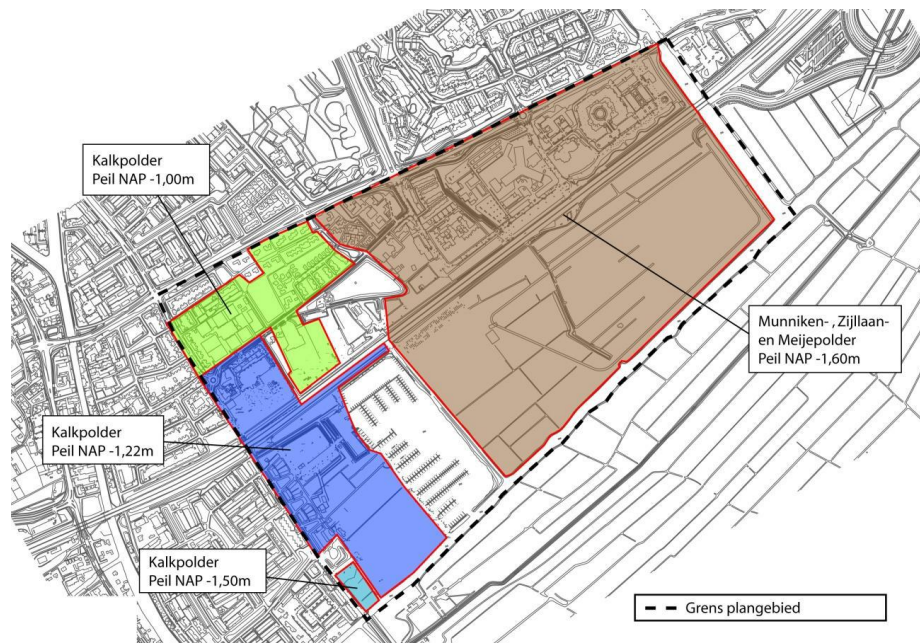 Kalkpolder
Peil NAP -1,00m
Munniken- , Zijllaan-
en Meijepolder
Peil NAP -1,60m
Kalkpolder
Peil NAP -1,22m
Kalkpolder
Peil NAP -1,50m
Grens plangebied